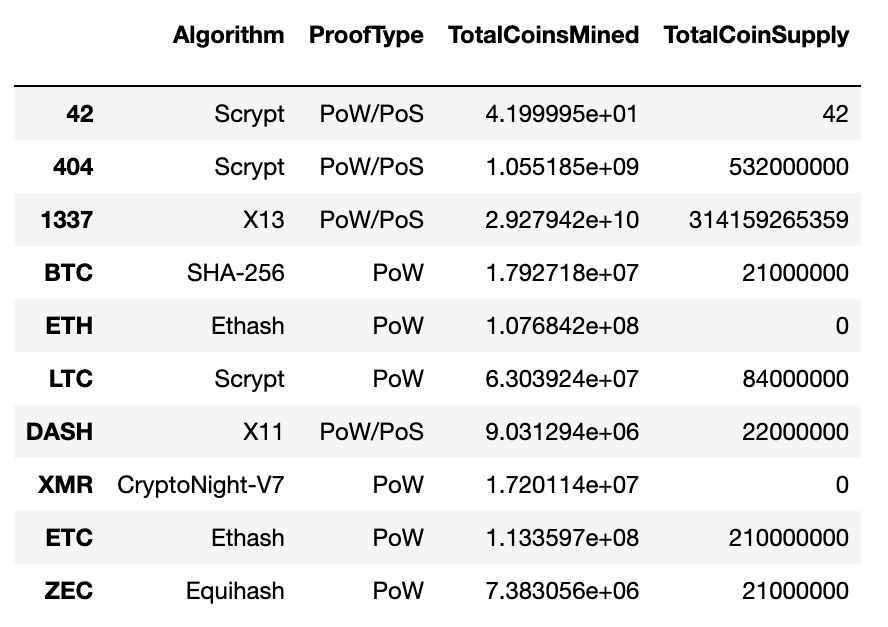 Algorithm ProofType TotalCoinsMined TotalCoinSupply
42 Scrypt PoW/PoS 4.199995e+01 42
404 Scrypt PoW/PoS 1.055185e+09 532000000
1337 X13 PoW/PoS 2.927942e+10 314159265359
BTC SHA-256 PoW 1.792718e+07 21000000
ETH Ethash PoW 1.076842e+08 0
LTC Scrypt PoW 6.303924e+07 84000000
DASH X11 PoW/PoS 9.031294e+06 22000000
XMR CryptoNight-V7 PoW 1.720114e+07 0
ETC Ethash PoW 1.133597e+08 210000000
ZEC Equihash PoW 7.383056e+06 21000000